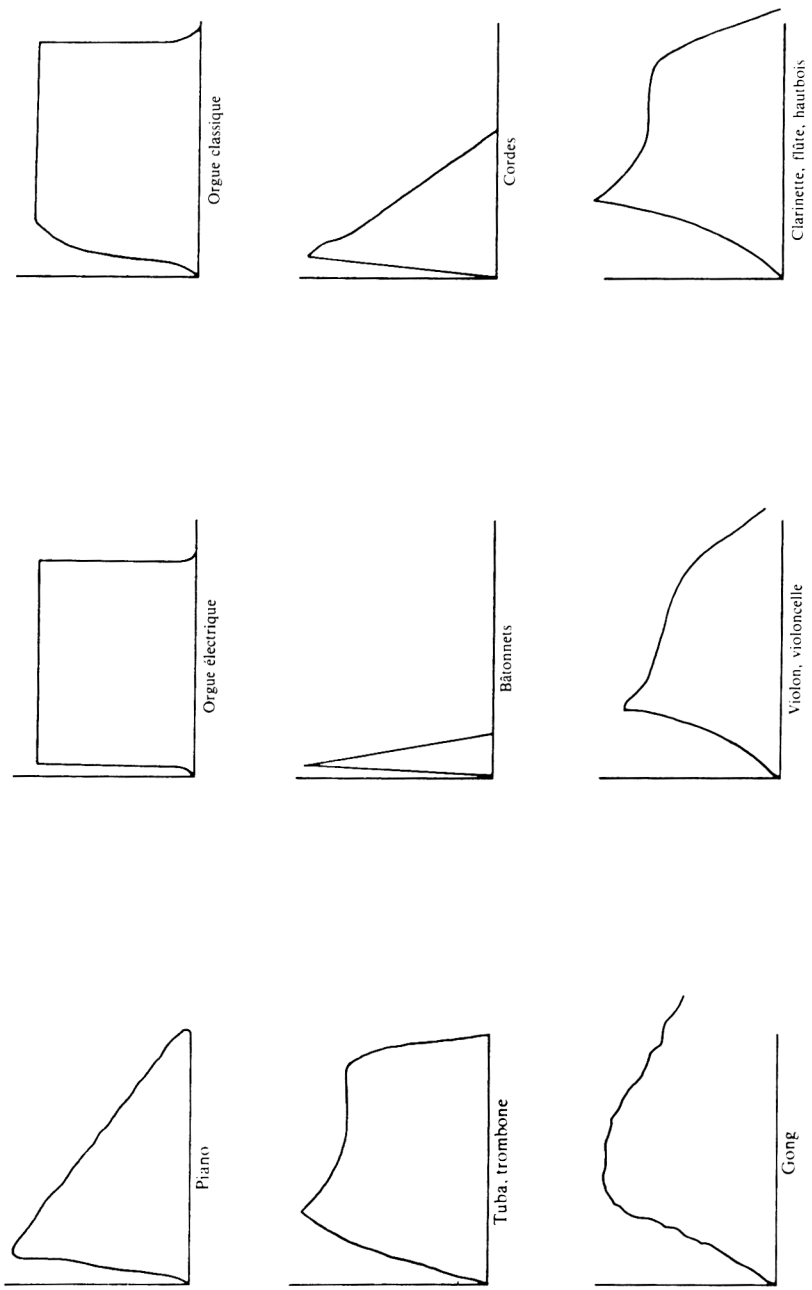 Piano
Orgue électrique
Orgue classique
Tuba, trombone
Bâtonnets
Cordes
Gong
Violon, violoncelle
Clarinette, flûte, hautbois